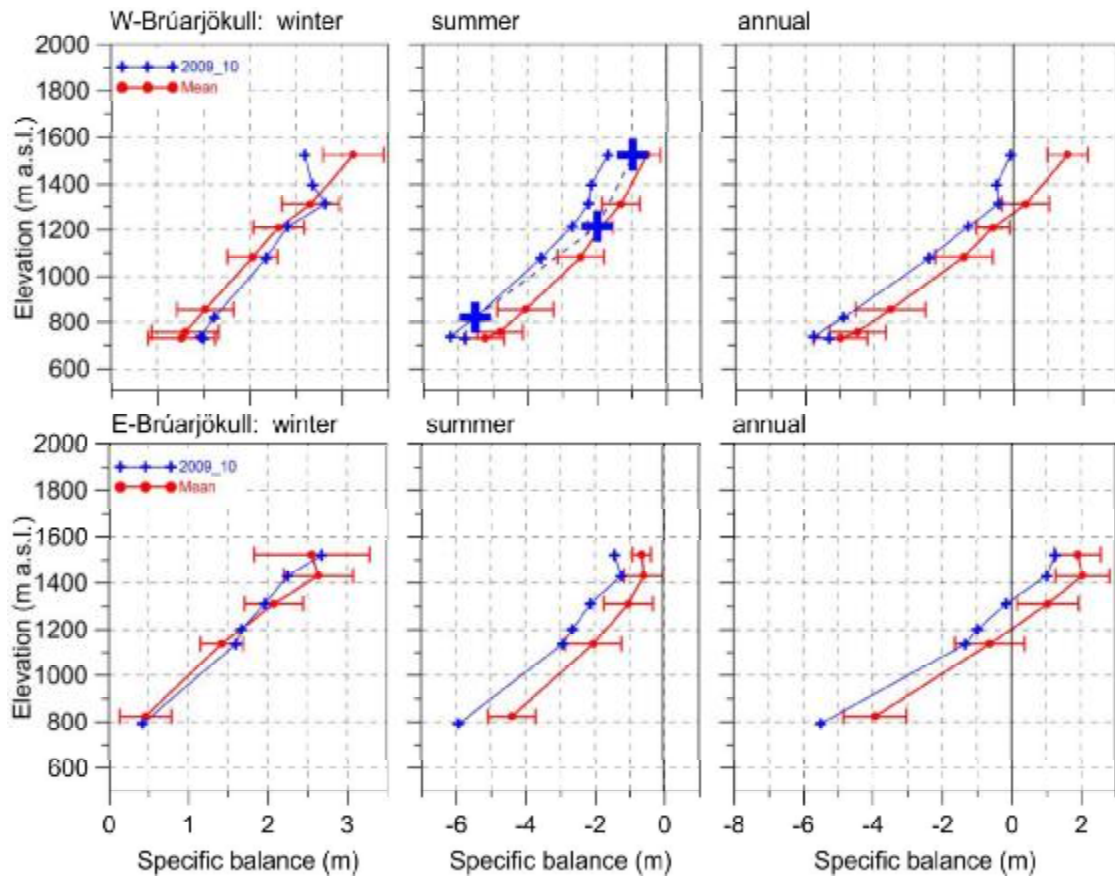 W-Brúarjökull: winter
summer
annual
2000
1800
1600
1400
1200
1000
800
600
Elevation (m a.s.l.)
2009_10
Mean
E-Brúarjökull: winter
summer
annual
2000
1800
1600
1400
1200
1000
800
600
Elevation (m a.s.l.)
2009_10
Mean
0 1 2 3
-6 -4 -2 0
-8 -6 -4 -2 0 2
Specific balance (m)
Specific balance (m)
Specific balance (m)